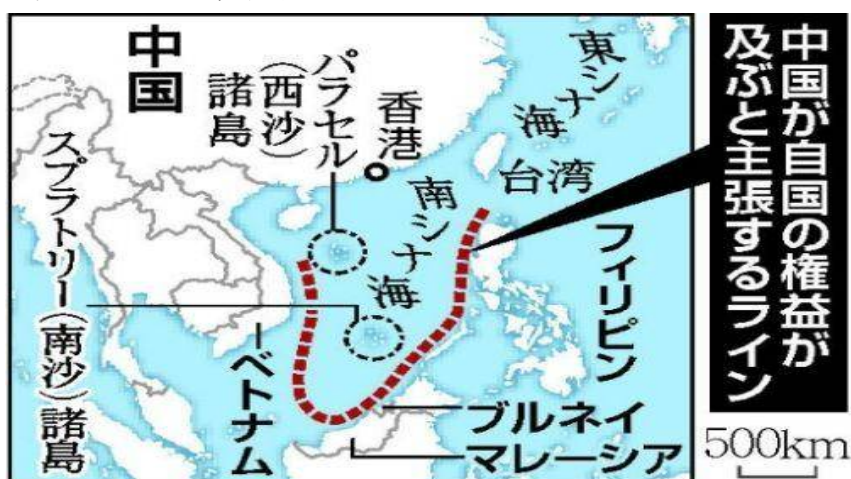 中国が自国の権益が
及ぶと主張するライン
東シナ海
台湾
フィリピン
香港
南シナ海
パラセル
(西沙)
諸島
中国
スプラトリー(南沙)諸島
ベトナム
ブルネイ
マレーシア
500km